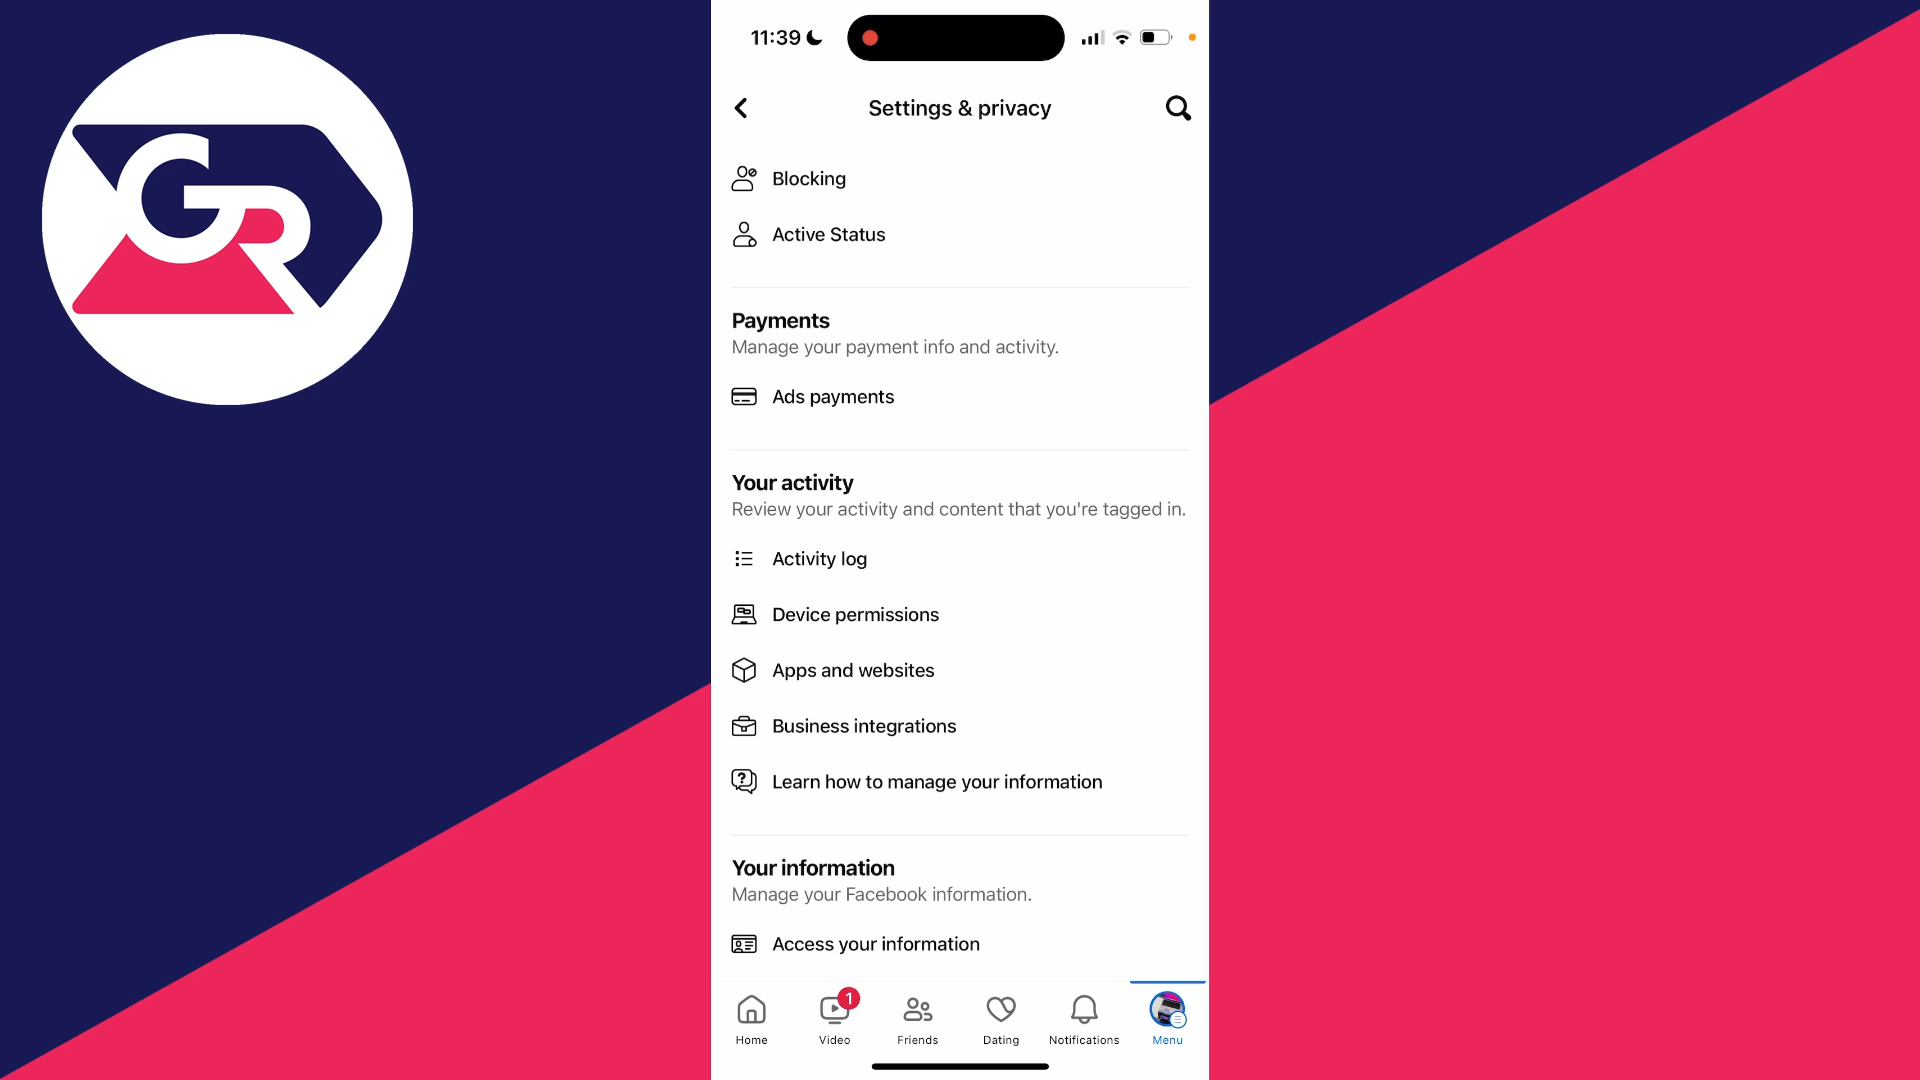 GR
11:39
Settings & privacy
Blocking
Active Status
Payments
Manage your payment info and activity.
Ads payments
Your activity
Review your activity and content that you're tagged in.
Activity log
Device permissions
Apps and websites
Business integrations
Learn how to manage your information
Your information
Manage your Facebook information.
Access your information
1
Home Video Friends Dating Notifications Menu